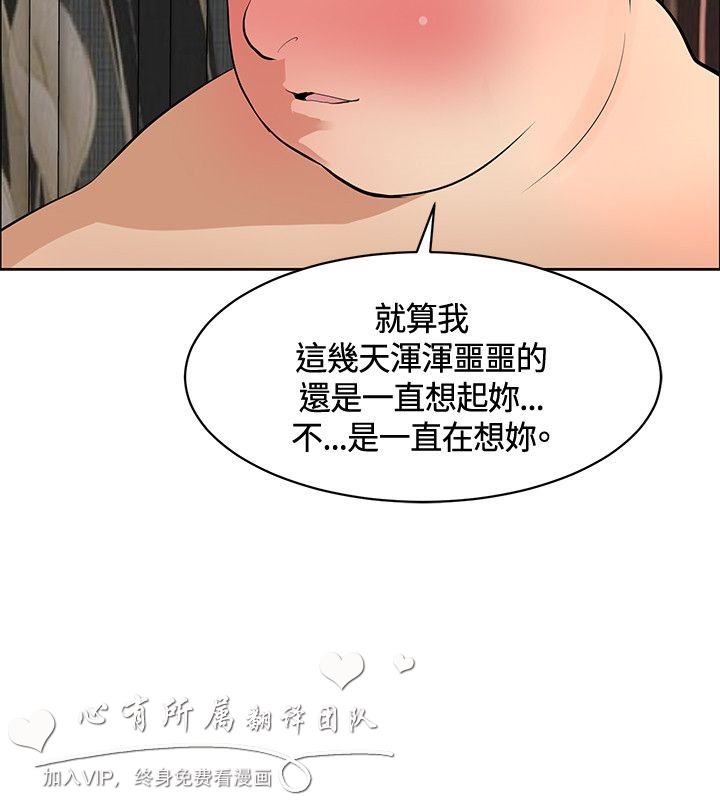 就算我
這幾天渾渾噩噩的
還是一直想起妳...
不...是一直在想妳。
心有所属翻译团队
加入VIP，终身免费看漫画